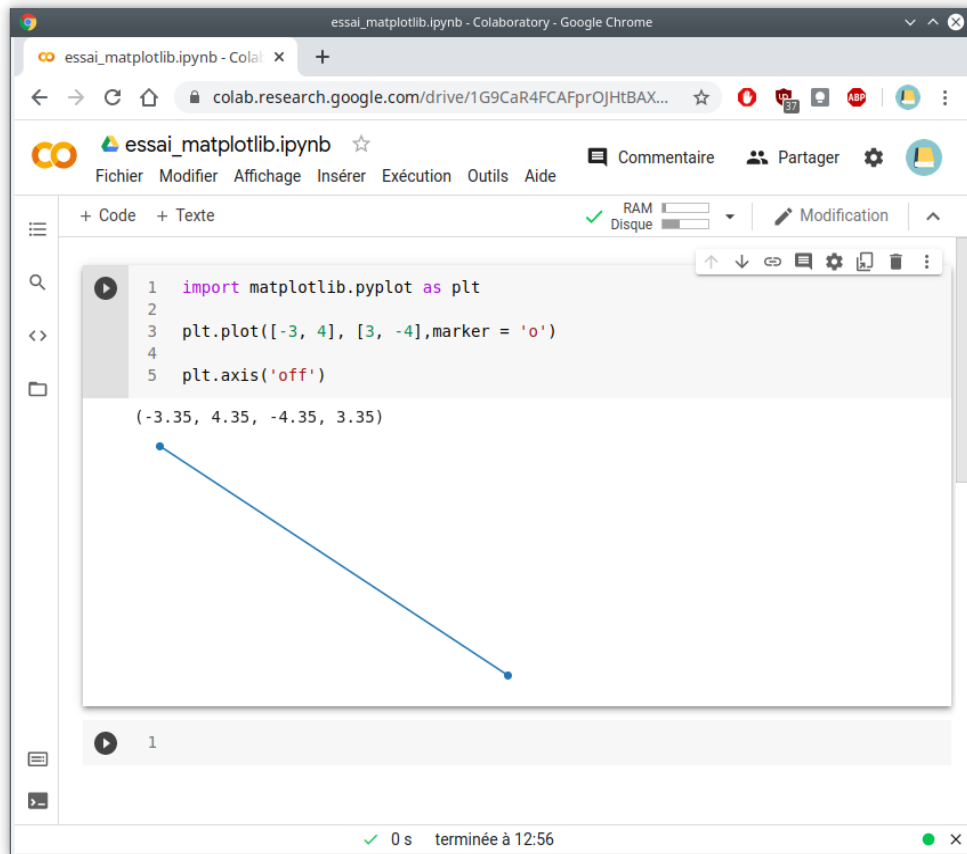 essai_matplotlib.ipynb - Colaboratory - Google Chrome
essai_matplotlib.ipynb - Colab
colab.research.google.com/drive/1G9CaR4FCAFprOJHtBAX...
37
ABP
essai_matplotlib.ipynb
Commentaire Partager
Fichier Modifier Affichage Insérer Exécution Outils Aide
+ Code + Texte
RAM
Disque
Modification
1 import matplotlib.pyplot as plt
2
3 plt.plot([-3, 4], [3, -4],marker = 'o')
4
5 plt.axis('off')
(-3.35, 4.35, -4.35, 3.35)
1
0 s terminée à 12:56